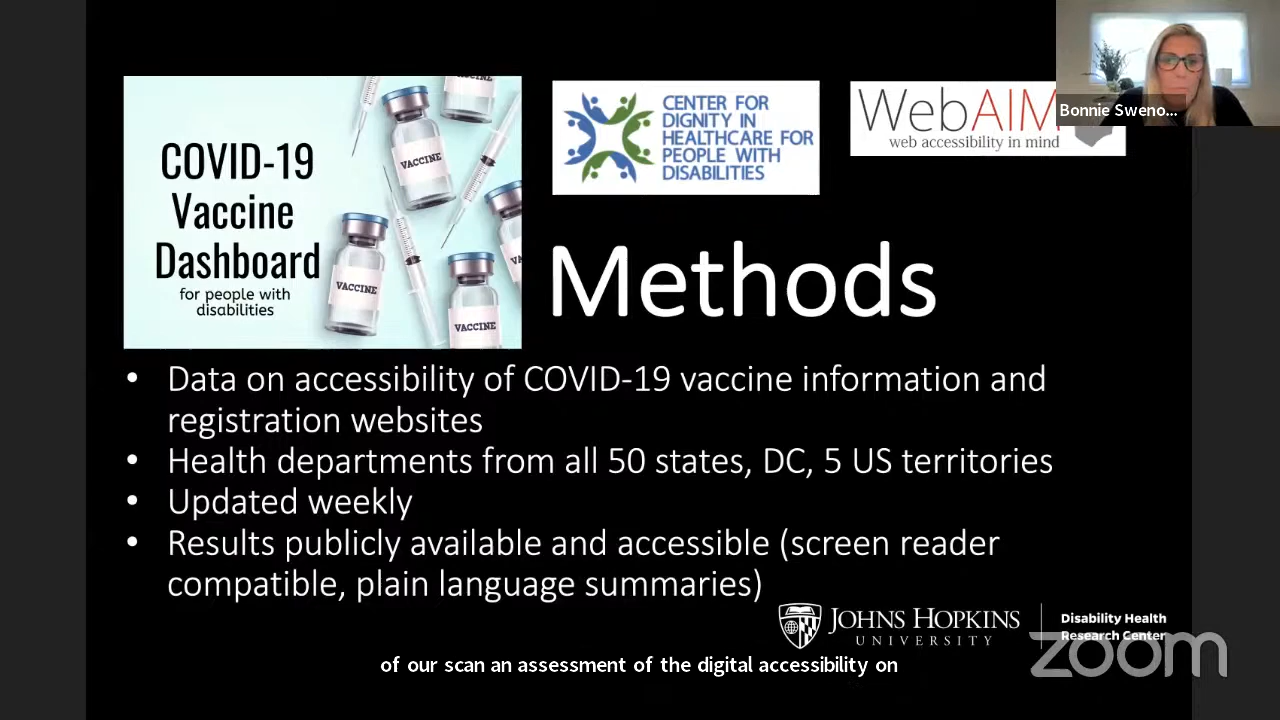 COVID-19
Vaccine
Dashboard
for people with
disabilities
VACCINE
VACCINE
VACCINE
CENTER FOR
DIGNITY IN
HEALTHCARE FOR
PEOPLE WITH
DISABILITIES
WebAIM
web accessibility in mind
Bonnie Sweno...
Methods
• Data on accessibility of COVID-19 vaccine information and
registration websites
• Health departments from all 50 states, DC, 5 US territories
• Updated weekly
• Results publicly available and accessible (screen reader
compatible, plain language summaries)
JOHNS HOPKINS
UNIVERSITY
Disability Health
Research Center
zoom
of our scan an assessment of the digital accessibility on